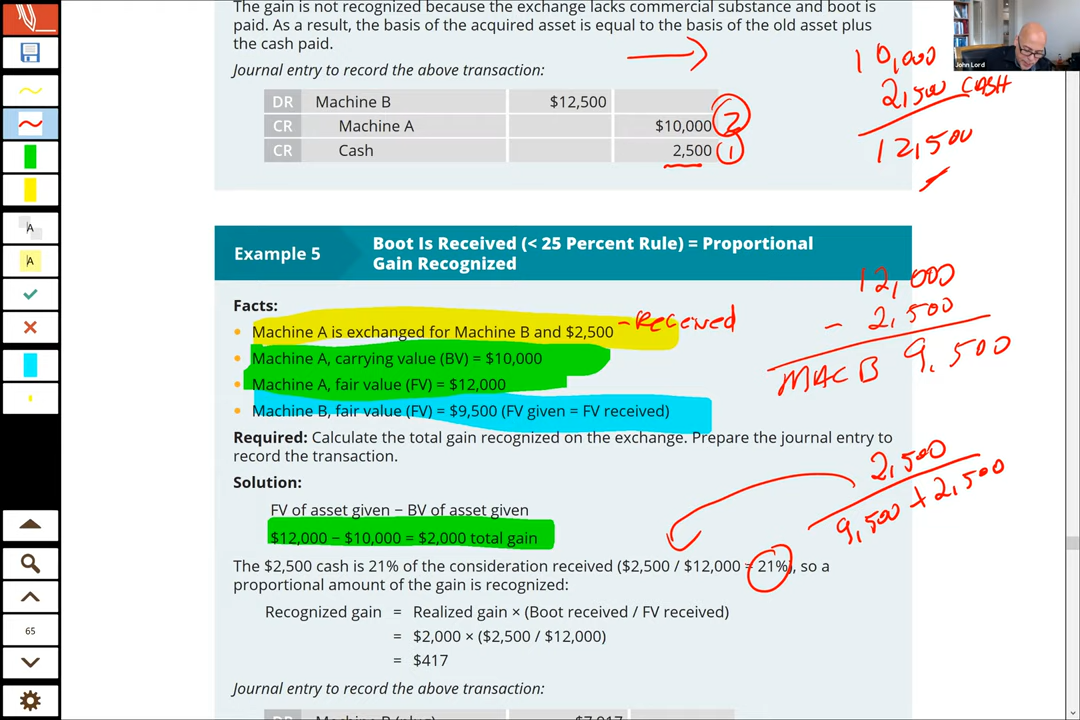 The gain is not recognized because the exchange lacks commercial substance and boot is
paid. As a result, the basis of the acquired asset is equal to the basis of the old asset plus
the cash paid.
Journal entry to record the above transaction:
DR Machine B $12,500
CR Machine A $10,000 2
CR Cash 2,500 1
10,000
2,500 CASH
12,500
John Lord
Example 5
Boot Is Received (< 25 Percent Rule) = Proportional
Gain Recognized
Facts:
• Machine A is exchanged for Machine B and $2,500 - RECEIVED
• Machine A, carrying value (BV) = $10,000
• Machine A, fair value (FV) = $12,000
• Machine B, fair value (FV) = $9,500 (FV given = FV received)
12,000
- 2,500
MAC B 9,500
Required: Calculate the total gain recognized on the exchange. Prepare the journal entry to
record the transaction.
Solution:
2,500
9,500 + 2,500
FV of asset given − BV of asset given
$12,000 − $10,000 = $2,000 total gain
The $2,500 cash is 21% of the consideration received ($2,500 / $12,000 = 21%), so a
proportional amount of the gain is recognized:
Recognized gain = Realized gain × (Boot received / FV received)
= $2,000 × ($2,500 / $12,000)
= $417
Journal entry to record the above transaction:
DR Machine B (plug) $7,917
A
A
65